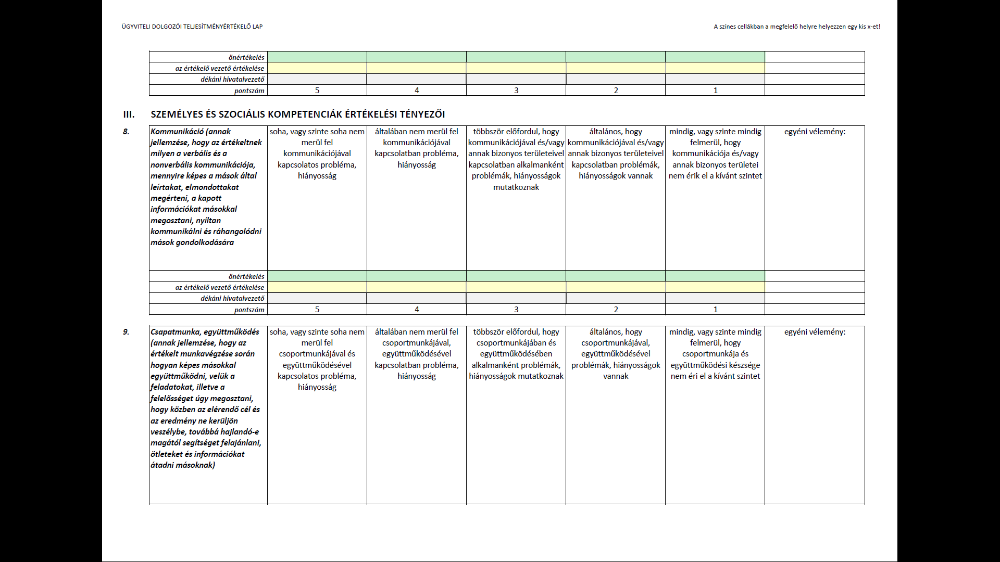 ÜGYVITELI DOLGOZÓI TELJESÍTMÉNYÉRTÉKELŐ LAP
A színes cellákban a megfelelő helyre helyezzen egy kis x-et!
önértékelés
az értékelő vezető értékelése
dékáni hivatalvezető
pontszám 5 4 3 2 1
III. SZEMÉLYES ÉS SZOCIÁLIS KOMPETENCIÁK ÉRTÉKELÉSI TÉNYEZŐI
8.
Kommunikáció (annak
jellemzése, hogy az értékeltnek
milyen a verbális és a
nonverbális kommunikációja,
mennyire képes a mások által
leírtakat, elmondottakat
megérteni, a kapott
információkat másokkal
megosztani, nyíltan
kommunikálni és ráhangolódni
mások gondolkodására
soha, vagy szinte soha nem
merül fel
kommunikációjával
kapcsolatos probléma,
hiányosság
általában nem merül fel
kommunikációjával
kapcsolatban probléma,
hiányosság
többször előfordul, hogy
kommunikációjával és/vagy
annak bizonyos területeivel
kapcsolatban alkalmanként
problémák, hiányosságok
mutatkoznak
általános, hogy
kommunikációjával és/vagy
annak bizonyos területeivel
kapcsolatban problémák,
hiányosságok vannak
mindig, vagy szinte mindig
felmerül, hogy
kommunikációja és/vagy
annak bizonyos területei
nem érik el a kívánt szintet
egyéni vélemény:
önértékelés
az értékelő vezető értékelése
dékáni hivatalvezető
pontszám 5 4 3 2 1
9.
Csapatmunka, együttműködés
(annak jellemzése, hogy az
értékelt munkavégzése során
hogyan képes másokkal
együttműködni, velük a
feladatokat, illetve a
felelősséget úgy megosztani,
hogy közben az elérendő cél és
az eredmény ne kerüljön
veszélybe, továbbá hajlandó-e
magától segítséget felajánlani,
ötleteket és információkat
átadni másoknak)
soha, vagy szinte soha nem
merül fel
csoportmunkájával és
együttműködésével
kapcsolatos probléma,
hiányosság
általában nem merül fel
csoportmunkájával,
együttműködésével
kapcsolatban probléma,
hiányosság
többször előfordul, hogy
csoportmunkájában és
együttműködésében
alkalmanként problémák,
hiányosságok mutatkoznak
általános, hogy
csoportmunkájával,
együttműködésével
problémák, hiányosságok
vannak
mindig, vagy szinte mindig
felmerül, hogy
csoportmunkája és
együttműködési készsége
nem éri el a kívánt szintet
egyéni vélemény: